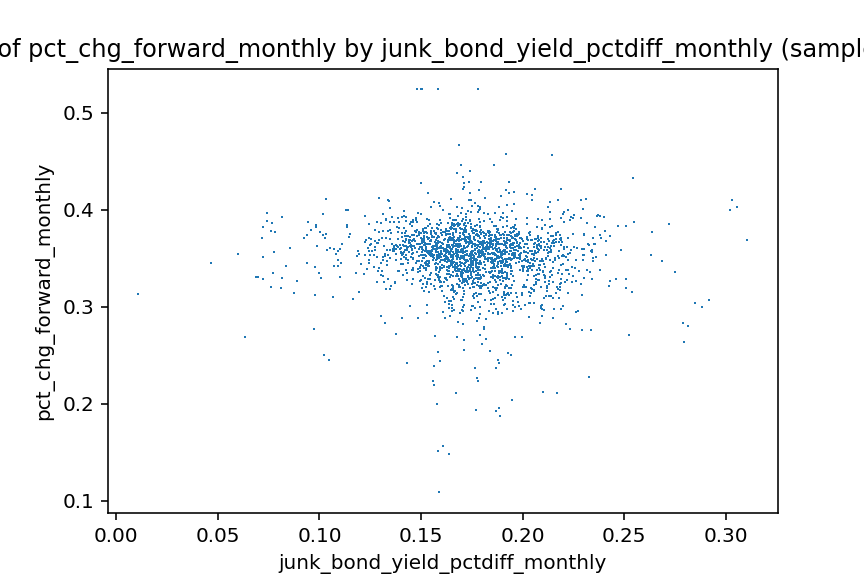 of pct_chg_forward_monthly by junk_bond_yield_pctdiff_monthly (sampl
0.5
0.4
0.3
0.2
0.1
pct_chg_forward_monthly
0.00 0.05 0.10 0.15 0.20 0.25 0.30
junk_bond_yield_pctdiff_monthly